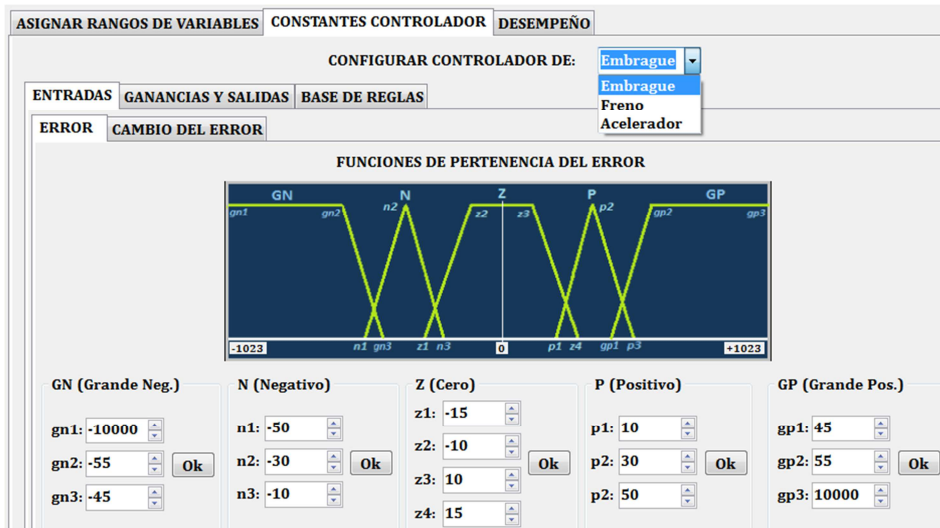 ASIGNAR RANGOS DE VARIABLES CONSTANTES CONTROLADOR DESEMPEÑO
CONFIGURAR CONTROLADOR DE: Embrague
Embrague
Freno
Acelerador
ENTRADAS GANANCIAS Y SALIDAS BASE DE REGLAS
ERROR CAMBIO DEL ERROR
FUNCIONES DE PERTENENCIA DEL ERROR
GN N Z P GP
gn1 gn2 n2 z2 z3 p2 gp2 gp3
n1 gn3 z1 n3 p1 z4 gp1 p3
-1023 0 +1023
GN (Grande Neg.)
gn1: -10000
gn2: -55 Ok
gn3: -45
N (Negativo)
n1: -50
n2: -30 Ok
n3: -10
Z (Cero)
z1: -15
z2: -10
z3: 10
Ok
z4: 15
P (Positivo)
p1: 10
p2: 30 Ok
p2: 50
GP (Grande Pos.)
gp1: 45
gp2: 55 Ok
gp3: 10000